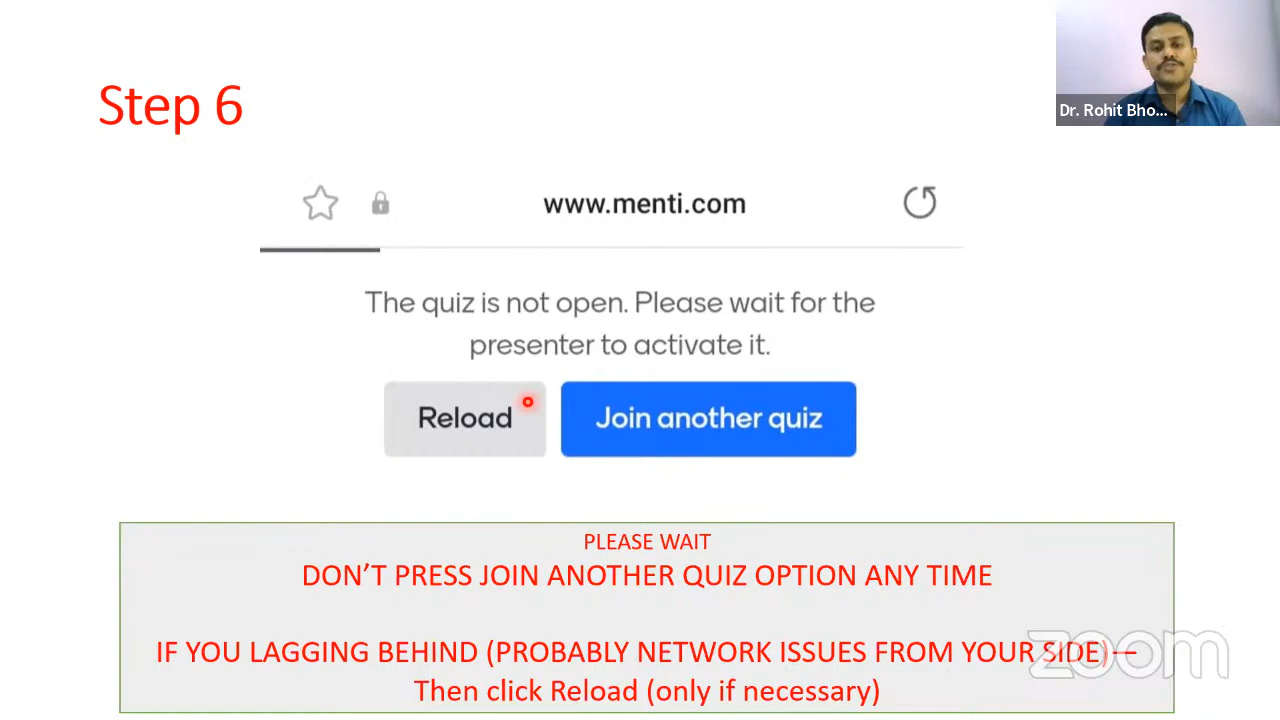 Step 6
Dr. Rohit Bho...
www.menti.com
The quiz is not open. Please wait for the
presenter to activate it.
Reload
Join another quiz
PLEASE WAIT
DON'T PRESS JOIN ANOTHER QUIZ OPTION ANY TIME
IF YOU LAGGING BEHIND (PROBABLY NETWORK ISSUES FROM YOUR SIDE)—
Then click Reload (only if necessary)
zoom